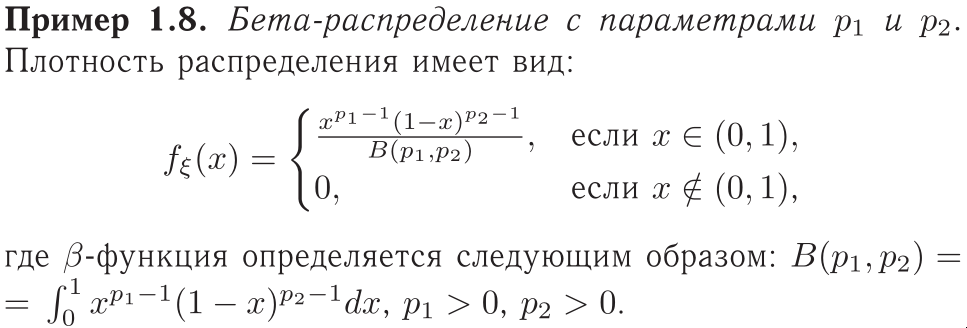 Пример 1.8. Бета-распределение с параметрами p₁ и p₂.
Плотность распределения имеет вид:
f_ξ(x) = { \frac{x^{p₁−1}(1−x)^{p₂−1}}{B(p₁,p₂)}, если x ∈ (0, 1),
0, если x ∉ (0, 1),
где β-функция определяется следующим образом: B(p₁, p₂) =
= ∫₀¹ x^{p₁−1}(1 − x)^{p₂−1}dx, p₁ > 0, p₂ > 0.